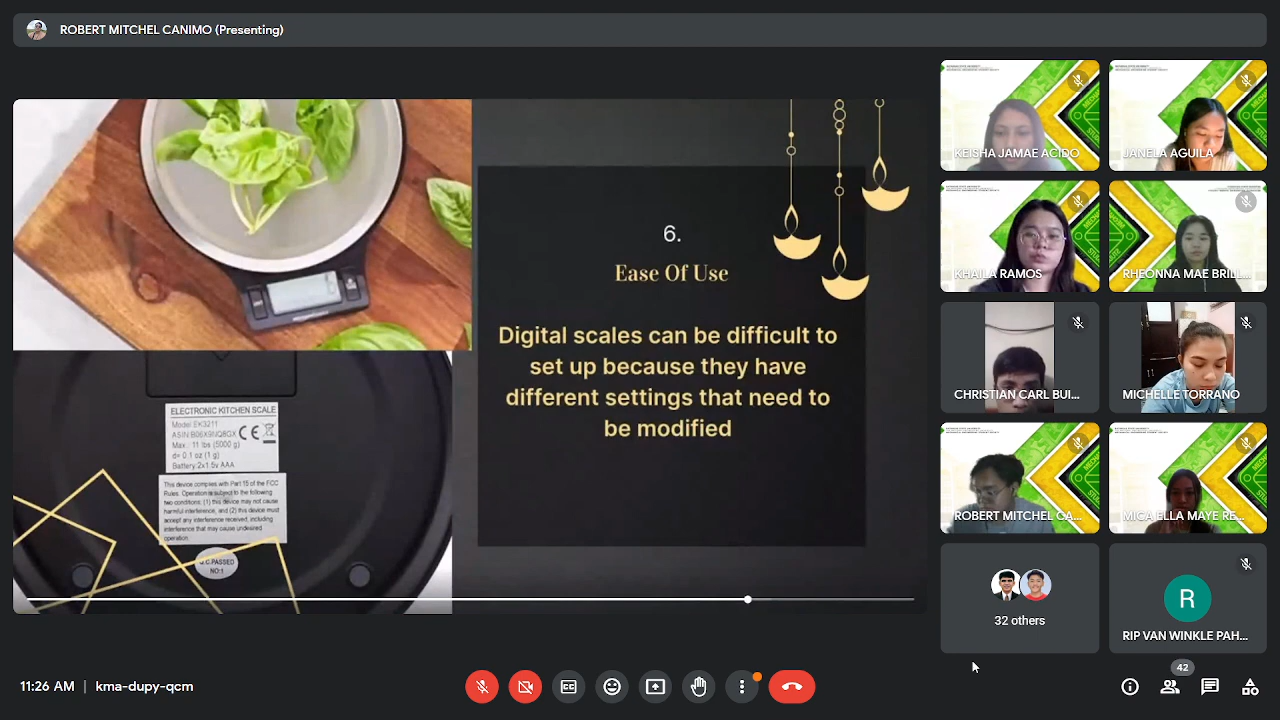 ROBERT MITCHEL CANIMO (Presenting)
6.
Ease Of Use
Digital scales can be difficult to
set up because they have
different settings that need to
be modified
ELECTRONIC KITCHEN SCALE
Model: EK3211
ASIN:B06X9NQ8GX
Max.: 11 lbs (5000 g)
d= 0.1 oz (1 g)
Battery:2x1.5v AAA
This device complies with Part 15 of the FCC
Rules. Operation is subject to the following
two conditions: (1) this device may not cause
harmful interference, and (2) this device must
accept any interference received, including
interference that may cause undesired
operation.
Q.C.PASSED
NO:1
KEISHA JAMAE ACIDO
JANELA AGUILA
KHAILA RAMOS
RHEONNA MAE BRILL...
CHRISTIAN CARL BUI...
MICHELLE TORRANO
ROBERT MITCHEL CA...
MICA ELLA MAYE RE...
32 others
R
RIP VAN WINKLE PAH...
11:26 AM | kma-dupy-qcm
42